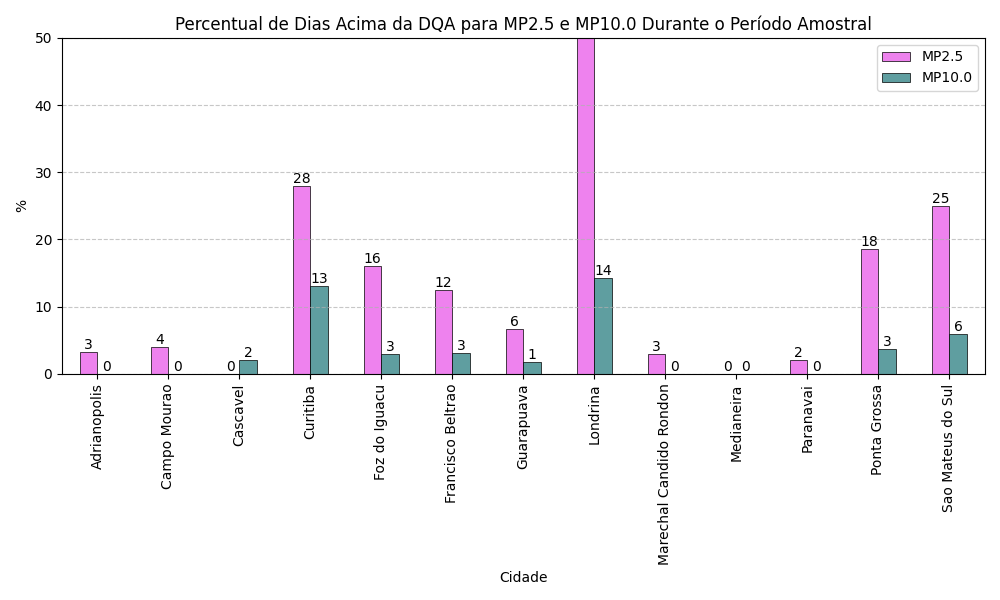 Percentual de Dias Acima da DQA para MP2.5 e MP10.0 Durante o Período Amostral
MP2.5
MP10.0
%
50
40
30
20
10
0
3 0
4 0
0 2
28 13
16 3
12 3
6 1
14
3 0
0 0
2 0
18 3
25 6
Adrianopolis
Campo Mourao
Cascavel
Curitiba
Foz do Iguacu
Francisco Beltrao
Guarapuava
Londrina
Marechal Candido Rondon
Medianeira
Paranavai
Ponta Grossa
Sao Mateus do Sul
Cidade